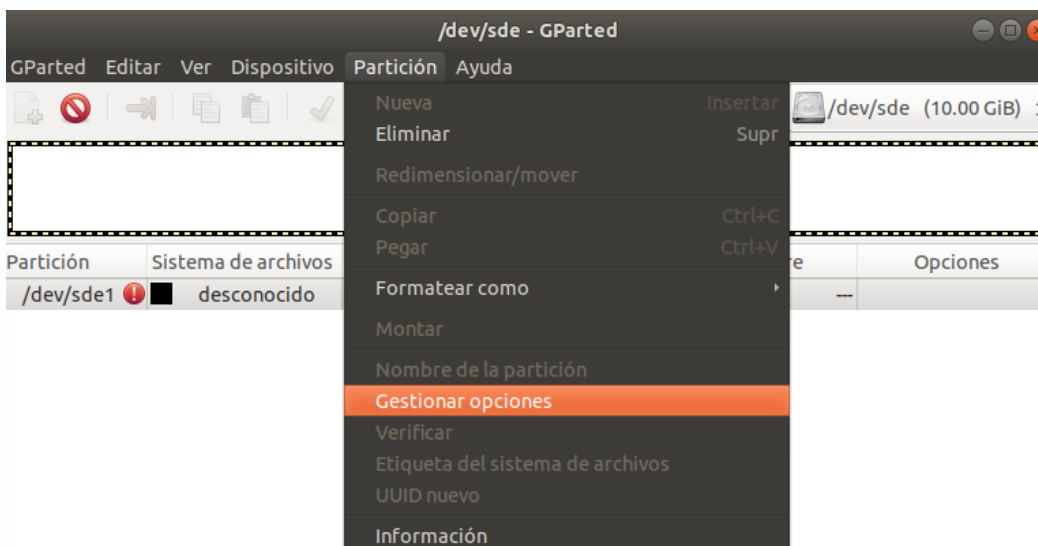 /dev/sde - GParted
GParted Editar Ver Dispositivo Partición Ayuda
/dev/sde (10.00 GiB)
Nueva Insertar
Eliminar Supr
Redimensionar/mover
Copiar Ctrl+C
Pegar Ctrl+V
Partición Sistema de archivos re Opciones
/dev/sde1 desconocido ---
Formatear como
Montar
Nombre de la partición
Gestionar opciones
Verificar
Etiqueta del sistema de archivos
UUID nuevo
Información